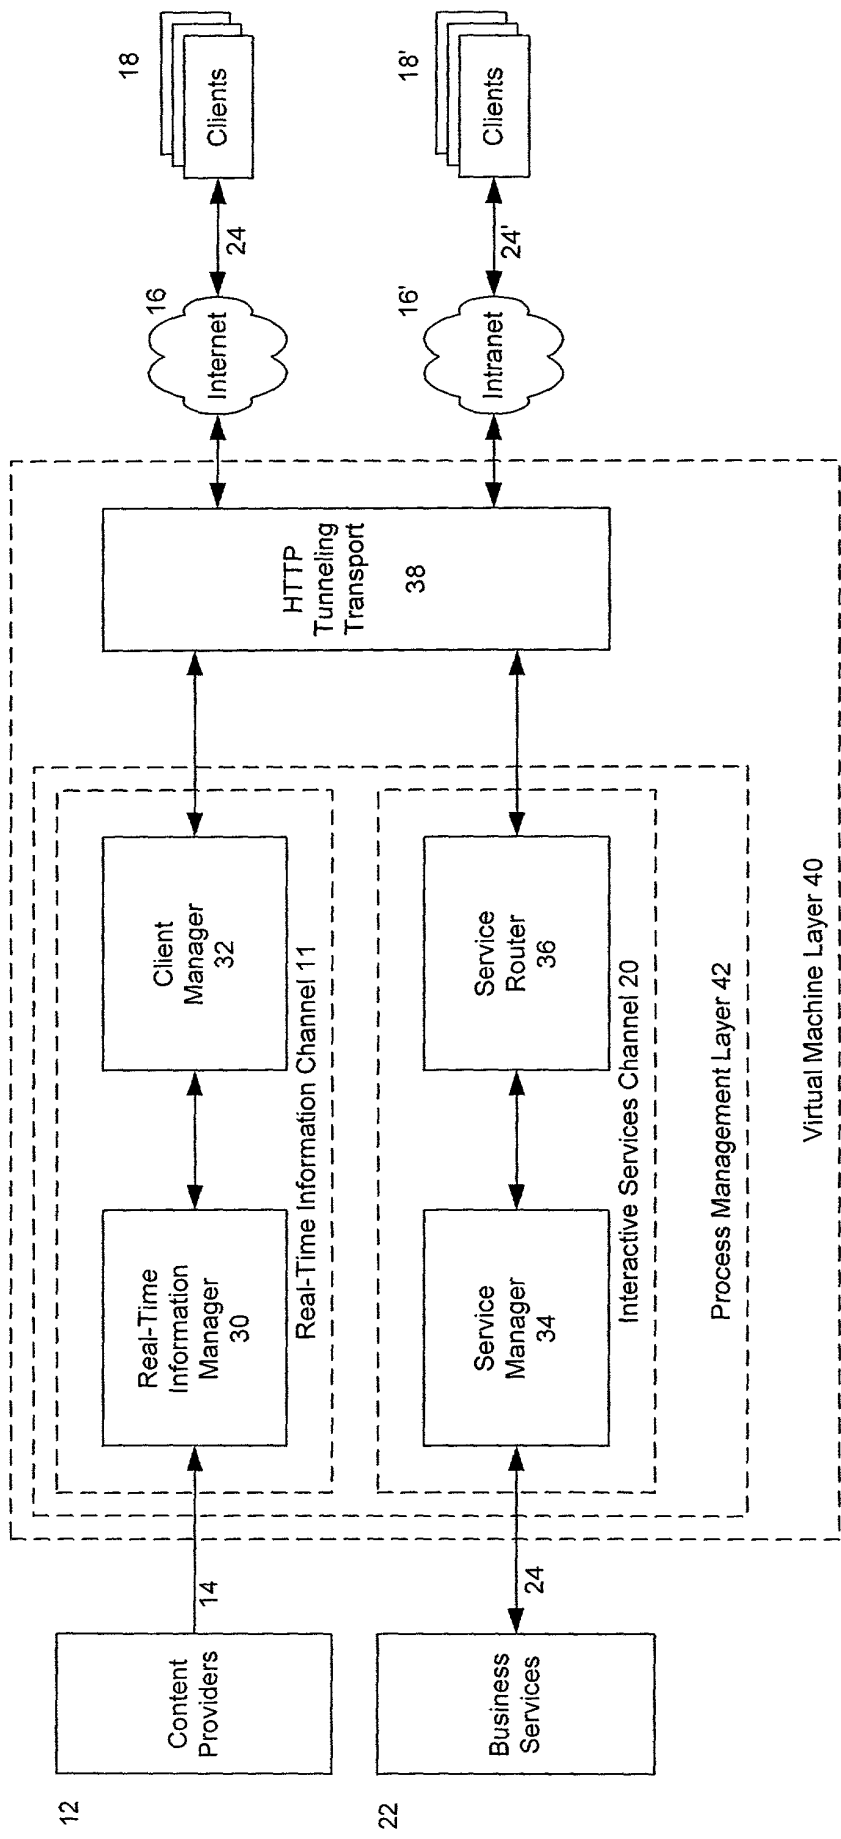 12
Content
Providers
14
Real-Time
Information
Manager
30
Client
Manager
32
Real-Time Information Channel 11
22
Business
Services
24
Service
Manager
34
Service
Router
36
Interactive Services Channel 20
Process Management Layer 42
Virtual Machine Layer 40
HTTP
Tunneling
Transport
38
16
Internet
24
18
Clients
16'
Intranet
24'
18'
Clients